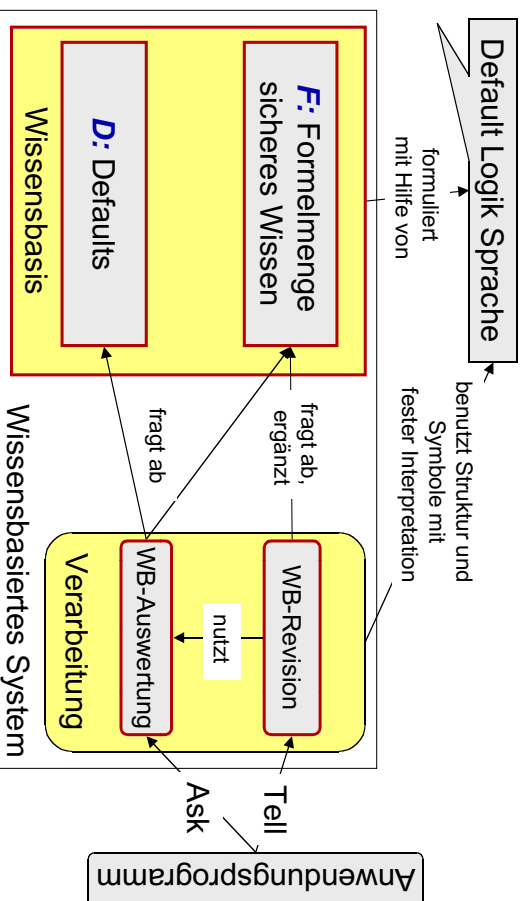 Default Logik Sprache
formuliert
mit Hilfe von
benutzt Struktur und
Symbole mit
fester Interpretation
F: Formelmenge
sicheres Wissen
D: Defaults
Wissensbasis
fragt ab,
ergänzt
fragt ab
WB-Revision
nutzt
WB-Auswertung
Verarbeitung
Wissensbasiertes System
Tell
Ask
Anwendungsprogramm